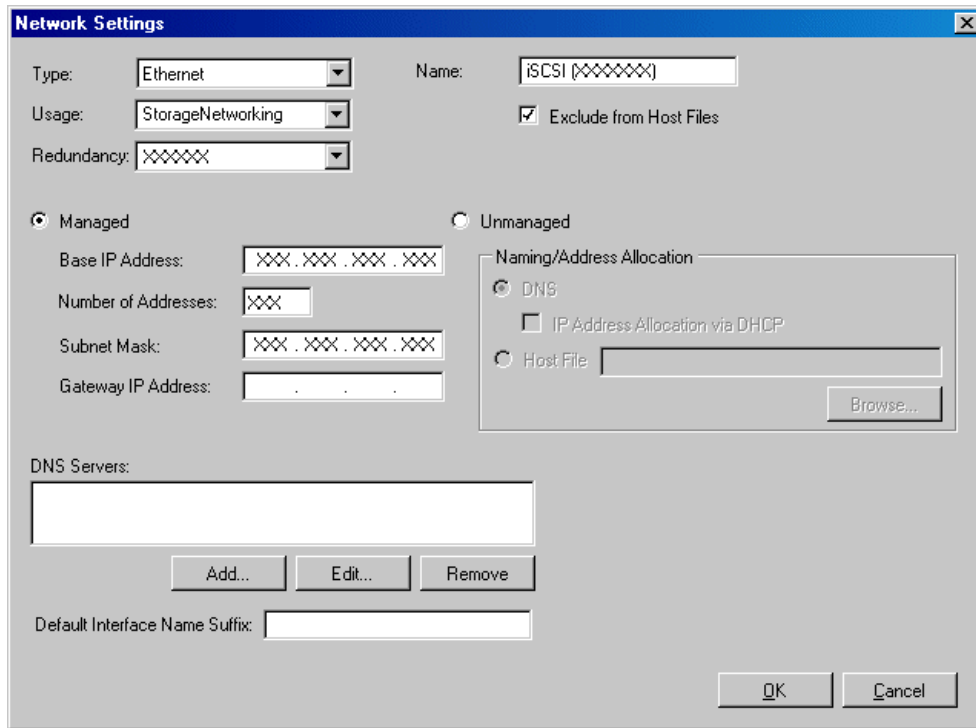 Network Settings
Type: Ethernet Name: iSCSI (XXXXXXX)
Usage: StorageNetworking Exclude from Host Files
Redundancy: XXXXXX
Managed Unmanaged
Base IP Address: XXX . XXX . XXX . XXX Naming/Address Allocation
DNS
Number of Addresses: XXX
IP Address Allocation via DHCP
Subnet Mask: XXX . XXX . XXX . XXX
Host File
Gateway IP Address: . . .
Browse...
DNS Servers:
Add... Edit... Remove
Default Interface Name Suffix:
OK Cancel